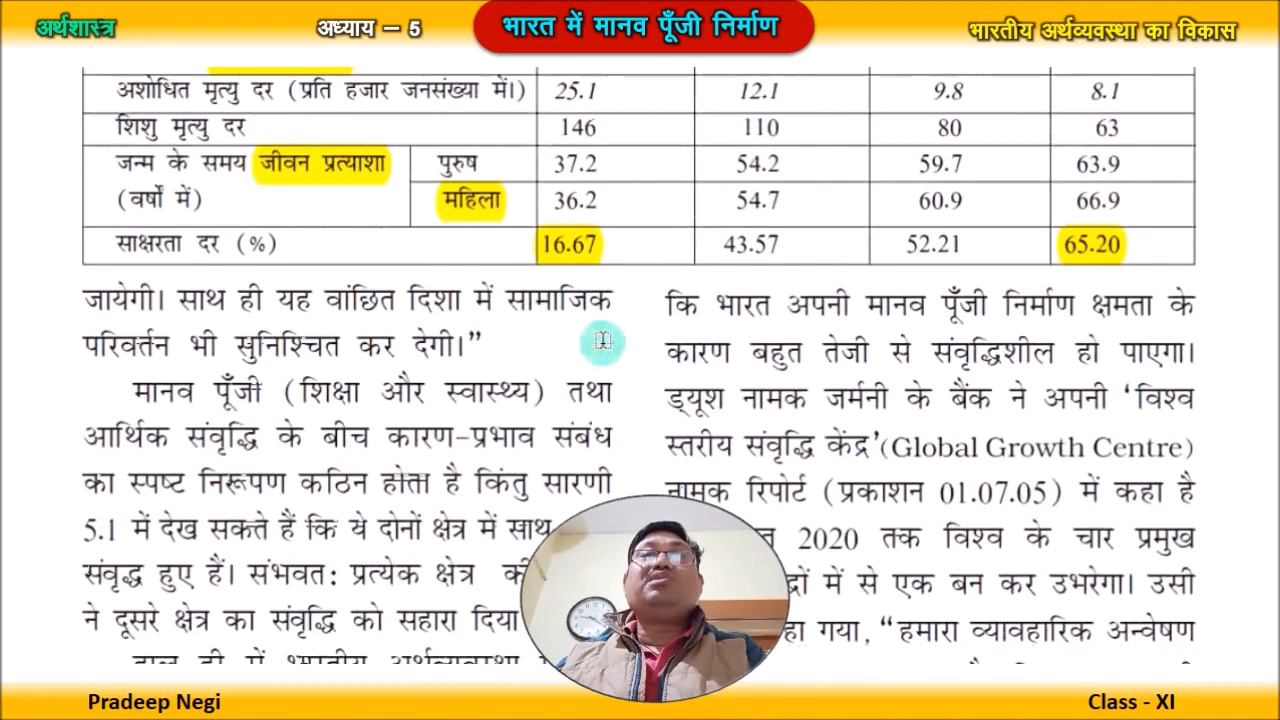 अर्थशास्त्र अध्याय – 5 भारत में मानव पूँजी निर्माण भारतीय अर्थव्यवस्था का विकास
अशोधित मृत्यु दर (प्रति हजार जनसंख्या में।) 25.1 12.1 9.8 8.1
शिशु मृत्यु दर 146 110 80 63
जन्म के समय जीवन प्रत्याशा पुरुष 37.2 54.2 59.7 63.9
(वर्षों में) महिला 36.2 54.7 60.9 66.9
साक्षरता दर (%) 16.67 43.57 52.21 65.20
जायेगी। साथ ही यह वांछित दिशा में सामाजिक
परिवर्तन भी सुनिश्चित कर देगी।”
मानव पूँजी (शिक्षा और स्वास्थ्य) तथा
आर्थिक संवृद्धि के बीच कारण-प्रभाव संबंध
का स्पष्ट निरूपण कठिन होता है किंतु सारणी
5.1 में देख सकते हैं कि ये दोनों क्षेत्र में साथ
संवृद्ध हुए हैं। संभवत: प्रत्येक क्षेत्र
ने दूसरे क्षेत्र का संवृद्धि को सहारा दिया
कि भारत अपनी मानव पूँजी निर्माण क्षमता के
कारण बहुत तेजी से संवृद्धिशील हो पाएगा।
ड्यूश नामक जर्मनी के बैंक ने अपनी ‘विश्व
स्तरीय संवृद्धि केंद्र’(Global Growth Centre)
नामक रिपोर्ट (प्रकाशन 01.07.05) में कहा है
2020 तक विश्व के चार प्रमुख
में से एक बन कर उभरेगा। उसी
गया, “हमारा व्यावहारिक अन्वेषण
Pradeep Negi Class - XI